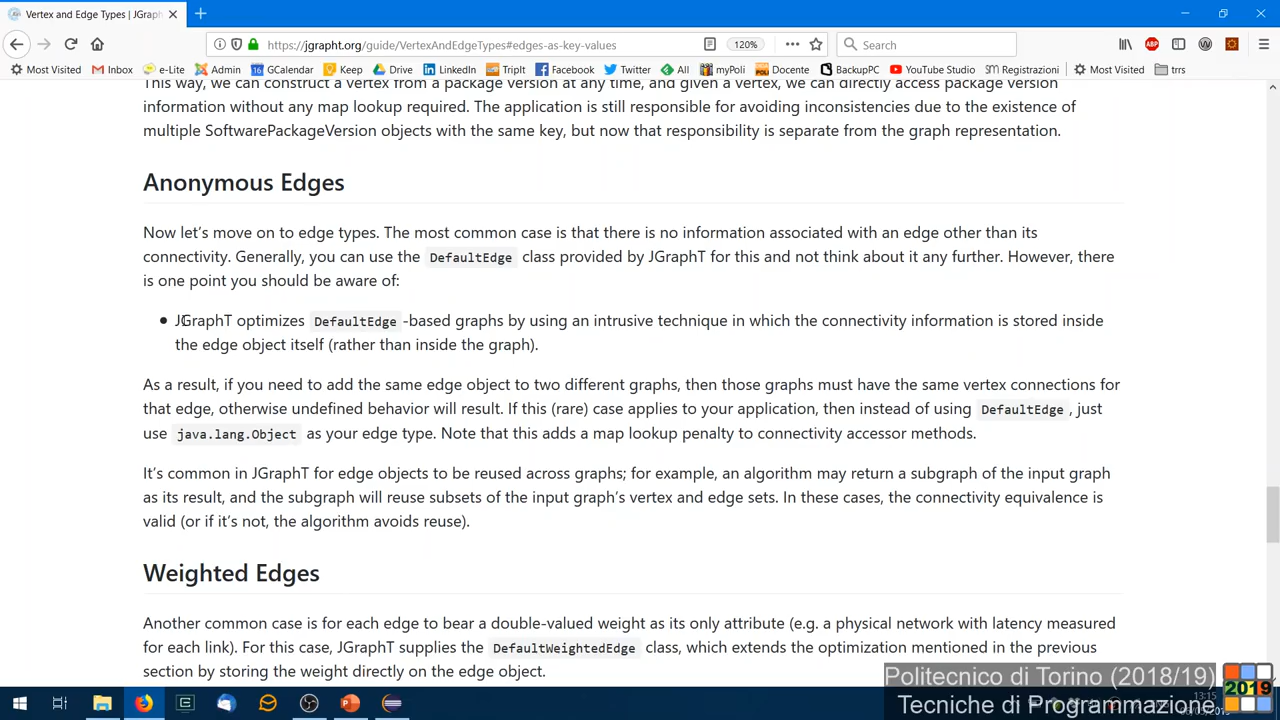 Vertex and Edge Types | JGraph
https://jgrapht.org/guide/VertexAndEdgeTypes#edges-as-key-values
120%
Search
Most Visited Inbox e-Lite Admin GCalendar Keep Drive LinkedIn TripIt Facebook Twitter All myPoli Docente BackupPC YouTube Studio Registrazioni Most Visited trrs
This way, we can construct a vertex from a package version at any time, and given a vertex, we can directly access package version
information without any map lookup required. The application is still responsible for avoiding inconsistencies due to the existence of
multiple SoftwarePackageVersion objects with the same key, but now that responsibility is separate from the graph representation.
Anonymous Edges
Now let's move on to edge types. The most common case is that there is no information associated with an edge other than its
connectivity. Generally, you can use the DefaultEdge class provided by JGraphT for this and not think about it any further. However, there
is one point you should be aware of:
• JGraphT optimizes DefaultEdge -based graphs by using an intrusive technique in which the connectivity information is stored inside
the edge object itself (rather than inside the graph).
As a result, if you need to add the same edge object to two different graphs, then those graphs must have the same vertex connections for
that edge, otherwise undefined behavior will result. If this (rare) case applies to your application, then instead of using DefaultEdge , just
use java.lang.Object as your edge type. Note that this adds a map lookup penalty to connectivity accessor methods.
It's common in JGraphT for edge objects to be reused across graphs; for example, an algorithm may return a subgraph of the input graph
as its result, and the subgraph will reuse subsets of the input graph's vertex and edge sets. In these cases, the connectivity equivalence is
valid (or if it's not, the algorithm avoids reuse).
Weighted Edges
Another common case is for each edge to bear a double-valued weight as its only attribute (e.g. a physical network with latency measured
for each link). For this case, JGraphT supplies the DefaultWeightedEdge class, which extends the optimization mentioned in the previous
section by storing the weight directly on the edge object.
Politecnico di Torino (2018/19)
Tecniche di Programmazione
2019
13:15